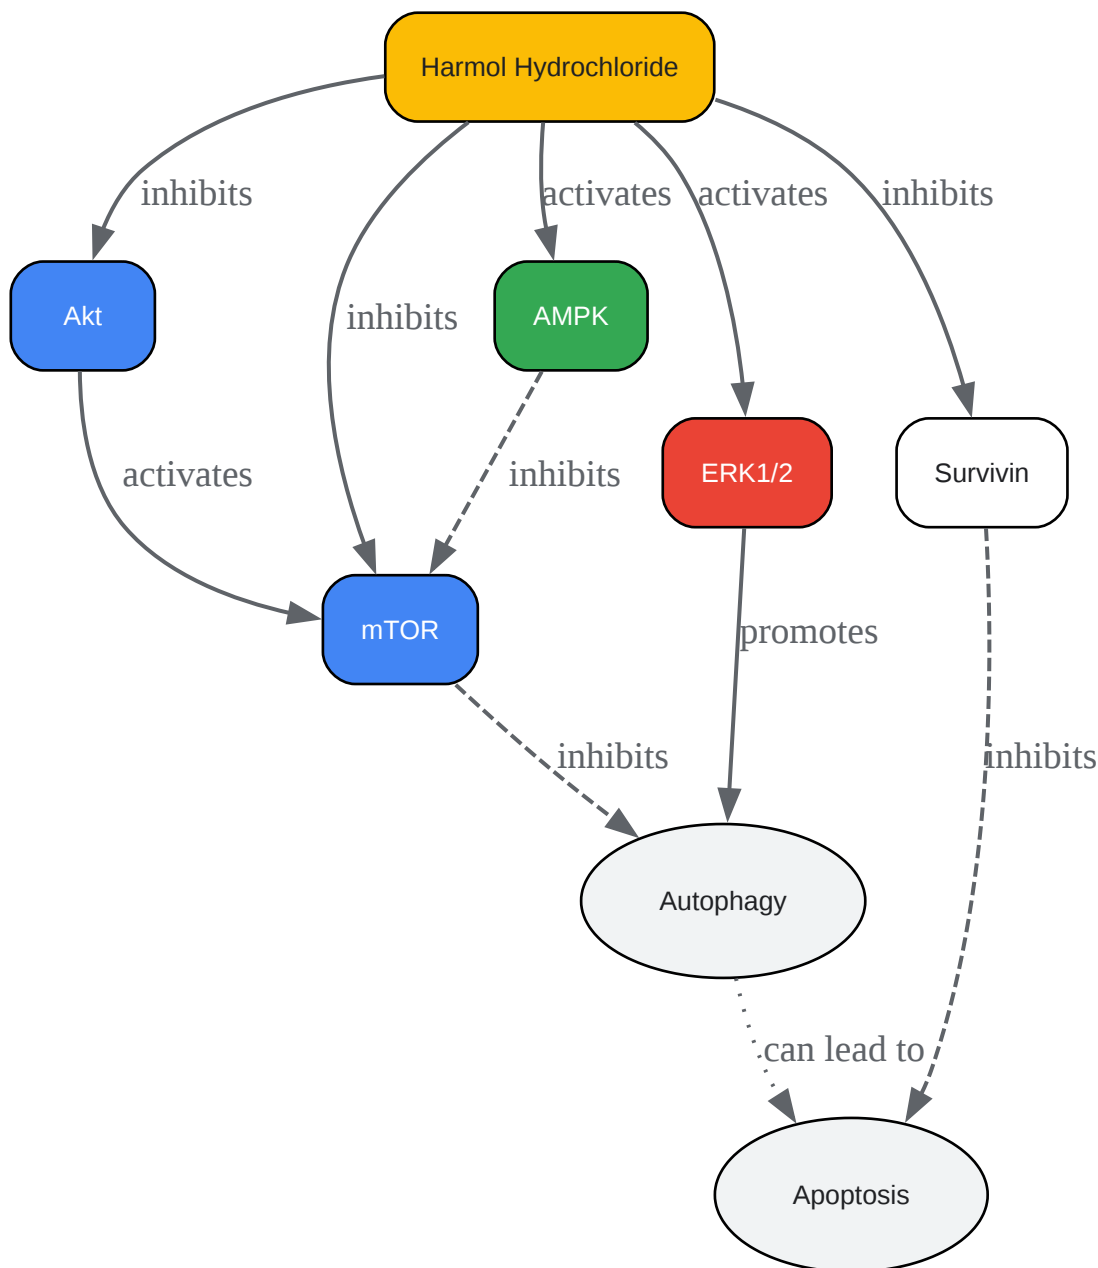 Harmol Hydrochloride
inhibits
activates
activates
inhibits
Akt
inhibits
AMPK
activates
inhibits
ERK1/2
Survivin
mTOR
promotes
inhibits
inhibits
Autophagy
can lead to
Apoptosis